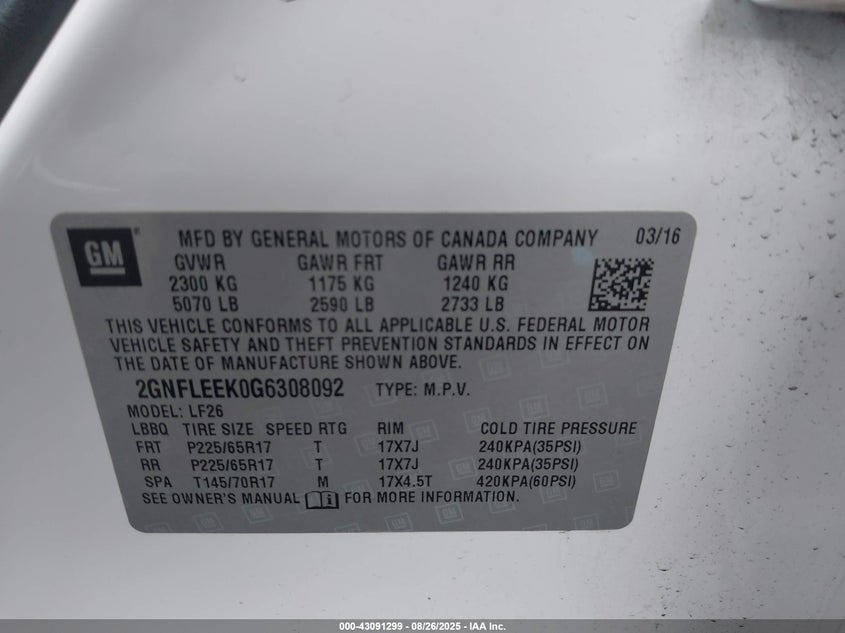 GM
MFD BY GENERAL MOTORS OF CANADA COMPANY 03/16
GVWR GAWR FRT GAWR RR
2300 KG 1175 KG 1240 KG
5070 LB 2590 LB 2733 LB
THIS VEHICLE CONFORMS TO ALL APPLICABLE U.S. FEDERAL MOTOR
VEHICLE SAFETY AND THEFT PREVENTION STANDARDS IN EFFECT ON
THE DATE OF MANUFACTURE SHOWN ABOVE.
2GNFLEEK0G6308092 TYPE: M.P.V.
MODEL: LF26
LBBQ TIRE SIZE SPEED RTG RIM COLD TIRE PRESSURE
FRT P225/65R17 T 17X7J 240KPA(35PSI)
RR P225/65R17 T 17X7J 240KPA(35PSI)
SPA T145/70R17 M 17X4.5T 420KPA(60PSI)
SEE OWNER'S MANUAL i FOR MORE INFORMATION.
000-43091299 - 08/26/2025 - IAA Inc.